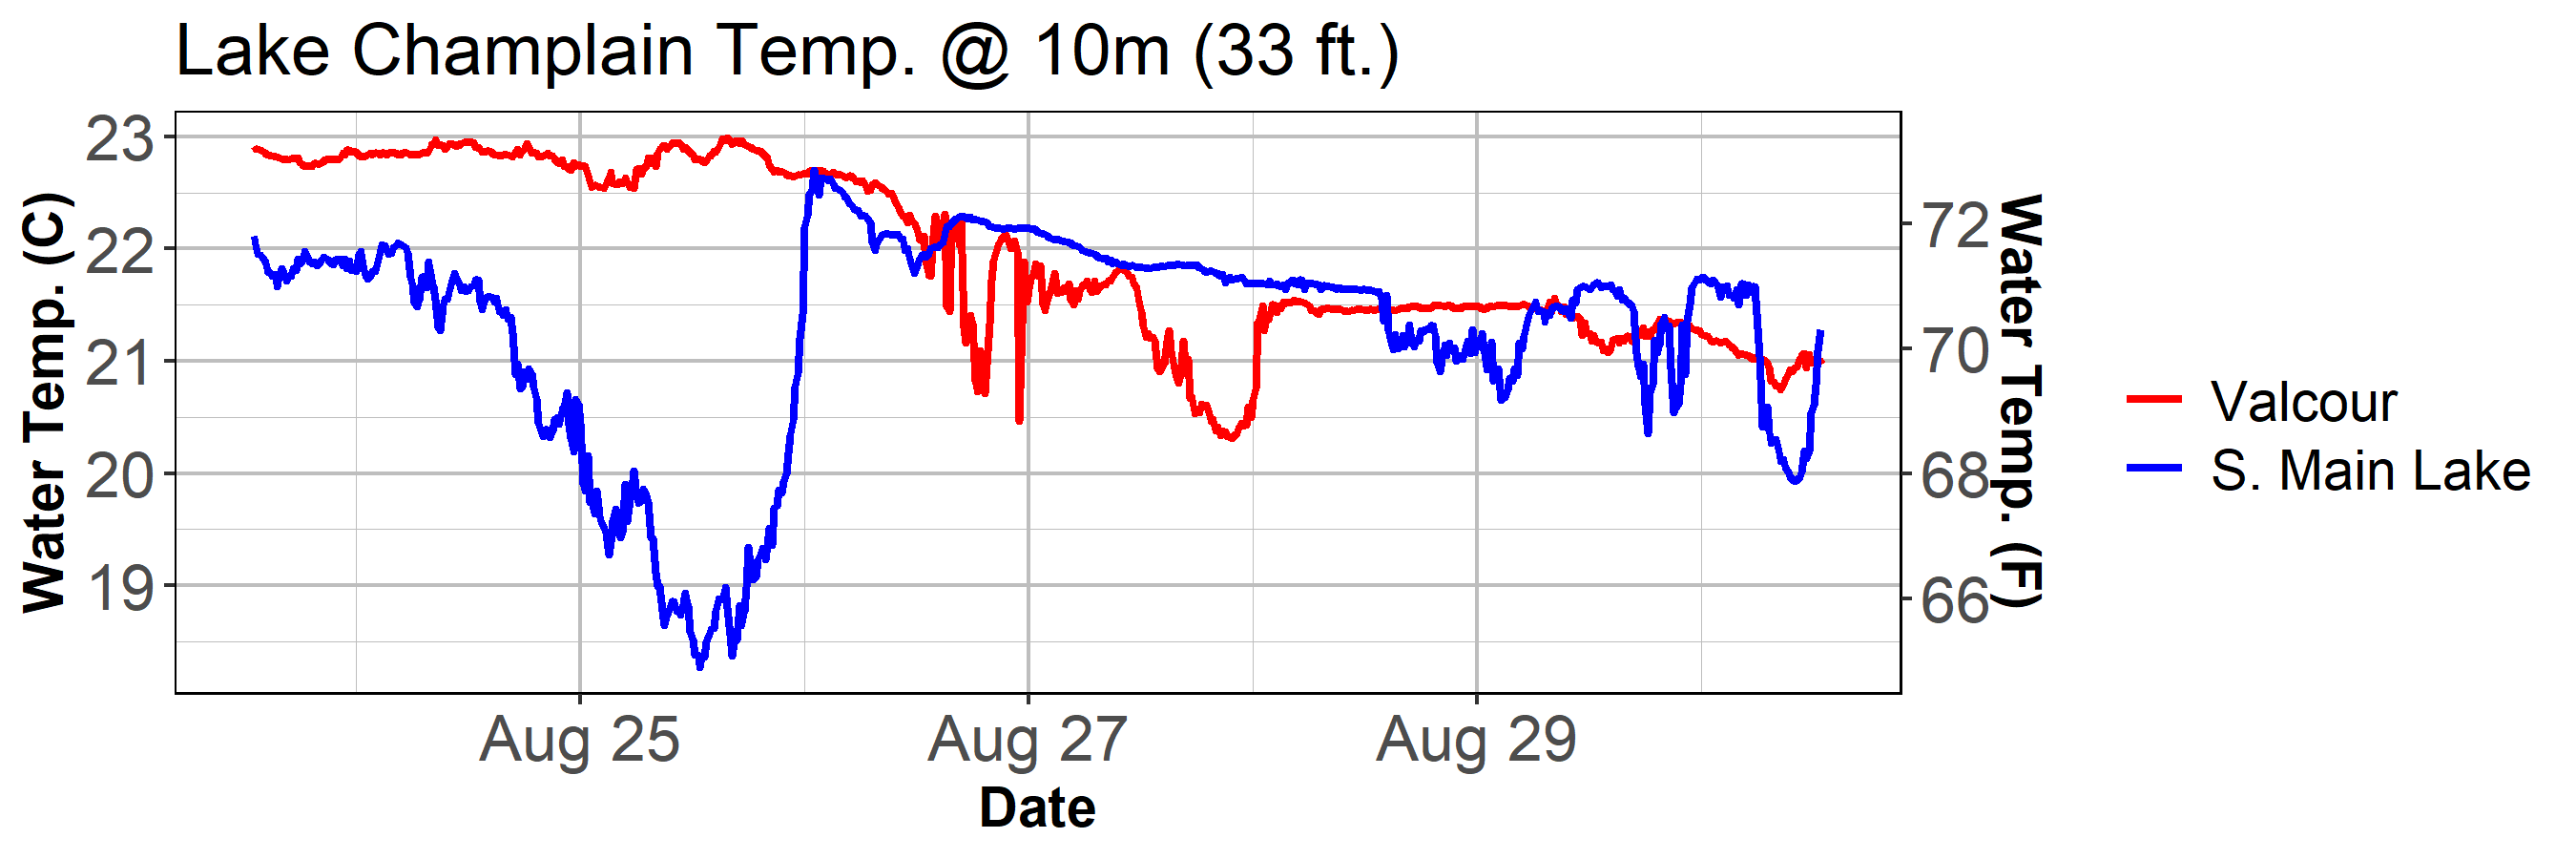 Lake Champlain Temp. @ 10m (33 ft.)
Water Temp. (C)
23
22
21
20
19
72
70
68
66
Water Temp. (F)
Aug 25
Aug 27
Aug 29
Date
Valcour
S. Main Lake